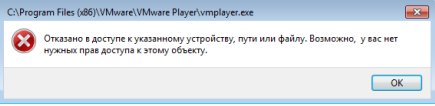 C:\Program Files (x86)\VMware\VMware Player\vmplayer.exe
Отказано в доступе к указанному устройству, пути или файлу. Возможно, у вас нет
нужных прав доступа к этому объекту.
OK